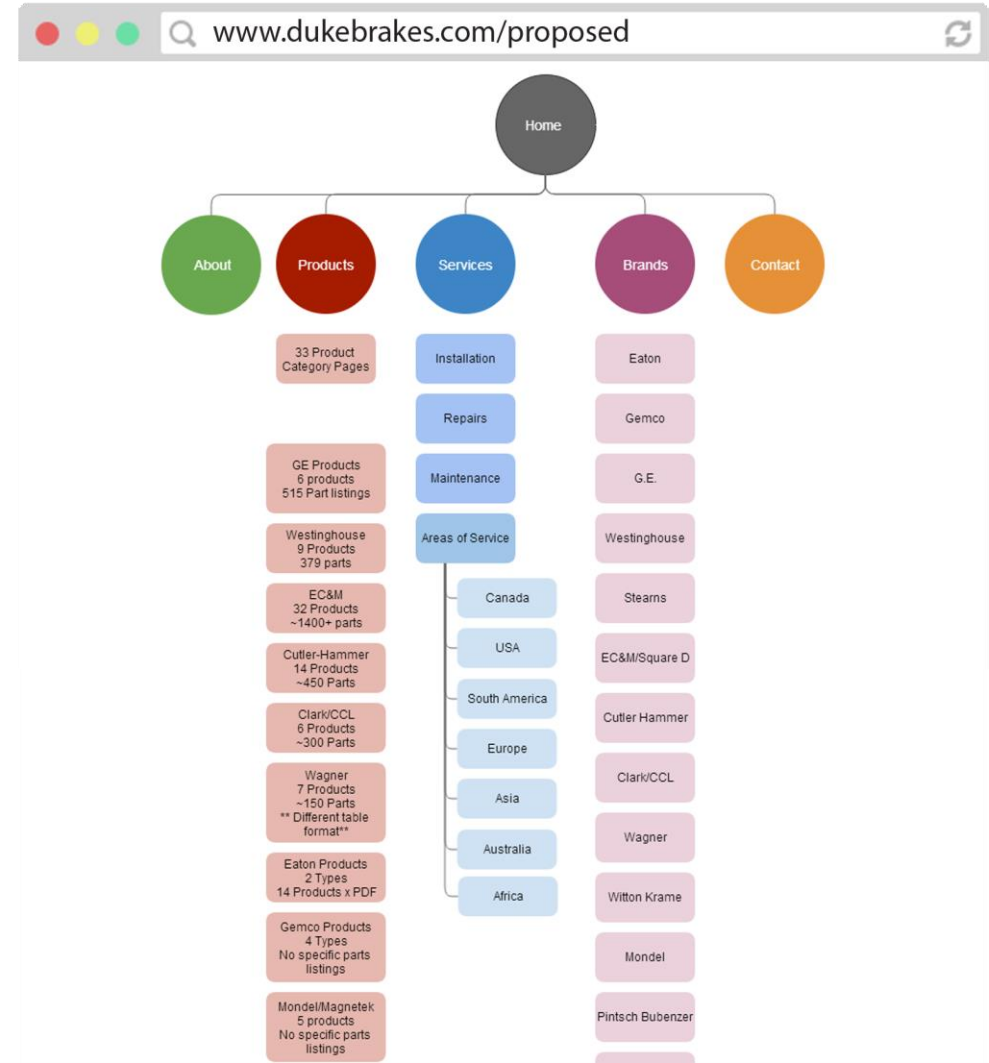 www.dukebrakes.com/proposed
Home
About
Products
Services
Brands
Contact
33 Product
Category Pages
GE Products
6 products
515 Part listings
Westinghouse
9 Products
379 parts
EC&M
32 Products
~1400+ parts
Cutler-Hammer
14 Products
~450 Parts
Clark/CCL
6 Products
~300 Parts
Wagner
7 Products
~150 Parts
** Different table
format**
Eaton Products
2 Types
14 Products x PDF
Gemco Products
4 Types
No specific parts
listings
Mondel/Magnetek
5 products
No specific parts
listings
Installation
Repairs
Maintenance
Areas of Service
Canada
USA
South America
Europe
Asia
Australia
Africa
Eaton
Gemco
G.E.
Westinghouse
Stearns
EC&M/Square D
Cutler Hammer
Clark/CCL
Wagner
Witton Krame
Mondel
Pintsch Bubenzer